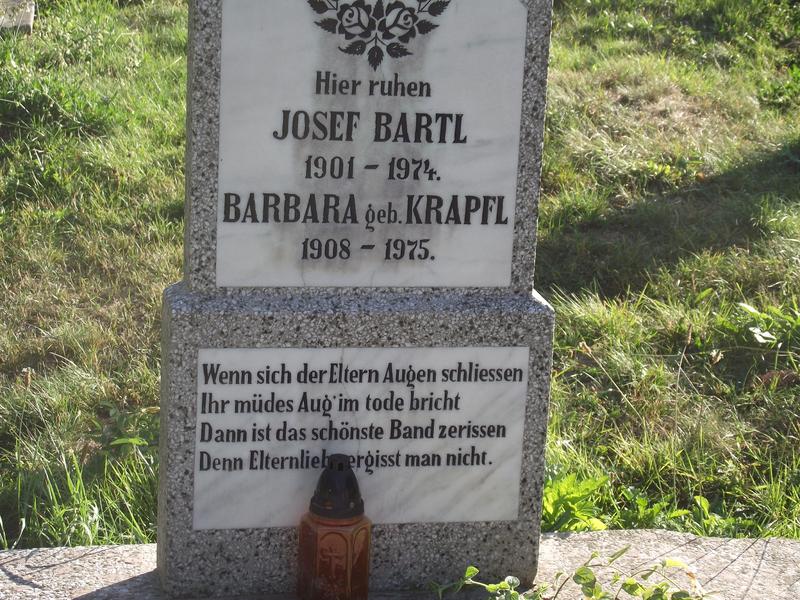 Hier ruhen
JOSEF BARTL
1901 - 1974.
BARBARA geb. KRAPFL
1908 - 1975.
Wenn sich der Eltern Augen schliessen
Ihr müdes Aug' im tode bricht
Dann ist das schönste Band zerissen
Denn Elternlieb vergisst man nicht.